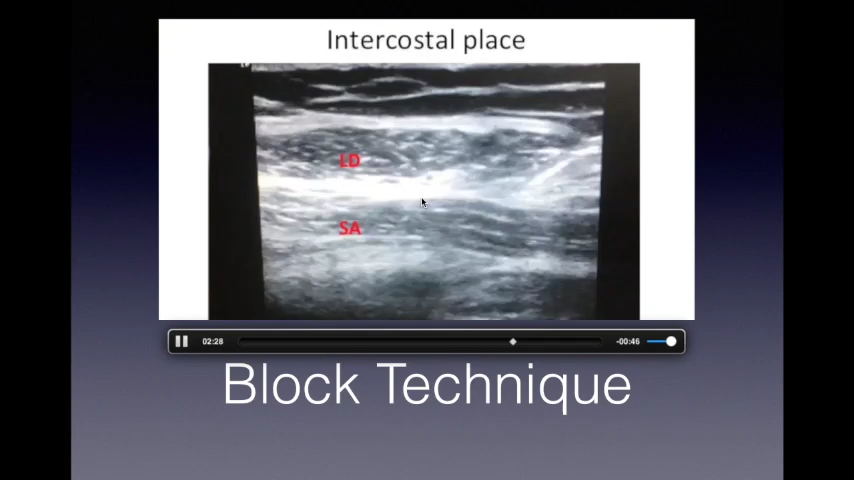 Intercostal place
LD
SA
02:28
-00:46
Block Technique